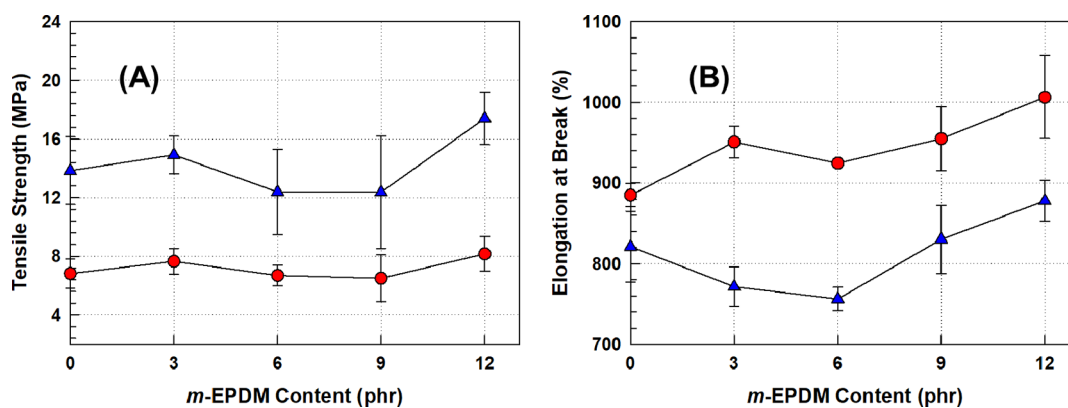 (A)
Tensile Strength (MPa)
24
20
16
12
8
4
0 3 6 9 12
m-EPDM Content (phr)
(B)
Elongation at Break (%)
1100
1000
900
800
700
0 3 6 9 12
m-EPDM Content (phr)